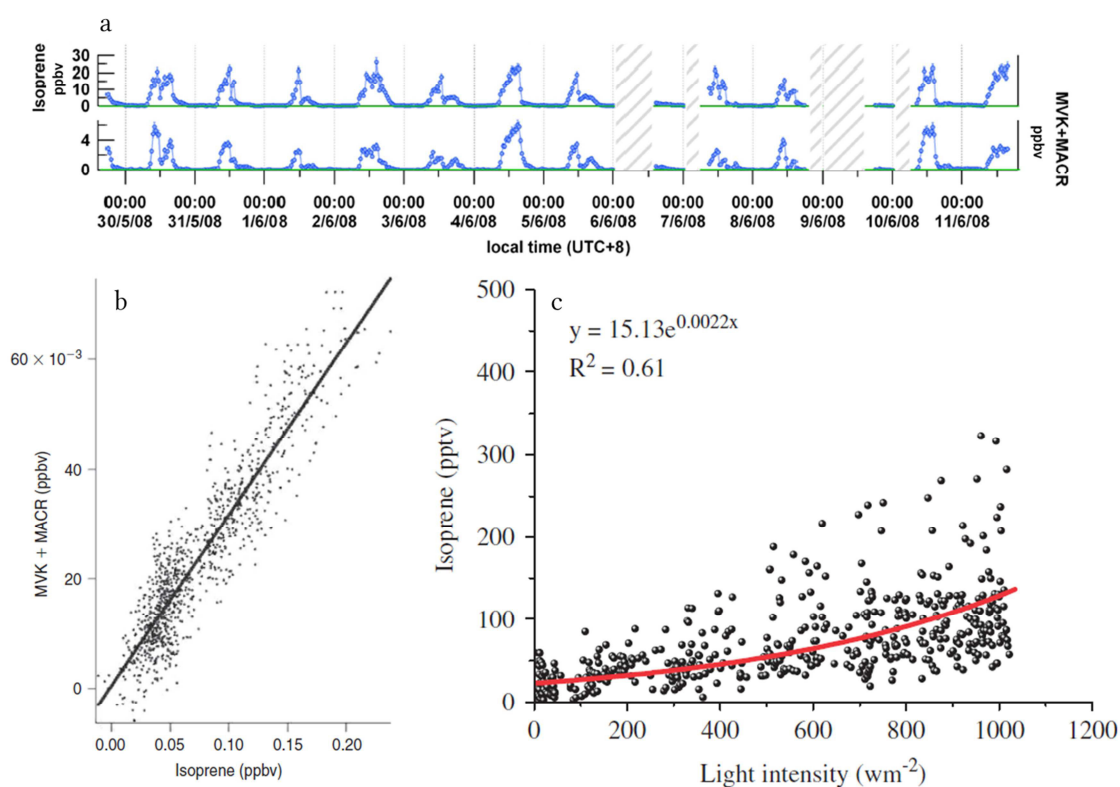 a
Isoprene
ppbv
30
20
10
0
4
2
0
MVK+MACR
ppbv
00:00 00:00 00:00 00:00 00:00 00:00 00:00 00:00 00:00 00:00 00:00 00:00 00:00
30/5/08 31/5/08 1/6/08 2/6/08 3/6/08 4/6/08 5/6/08 6/6/08 7/6/08 8/6/08 9/6/08 10/6/08 11/6/08
local time (UTC+8)
b
MVK + MACR (ppbv)
60 × 10⁻³
40
20
0
0.00 0.05 0.10 0.15 0.20
Isoprene (ppbv)
c
y = 15.13e^0.0022x
R² = 0.61
Isoprene (pptv)
500
400
300
200
100
0
0 200 400 600 800 1000 1200
Light intensity (wm⁻²)